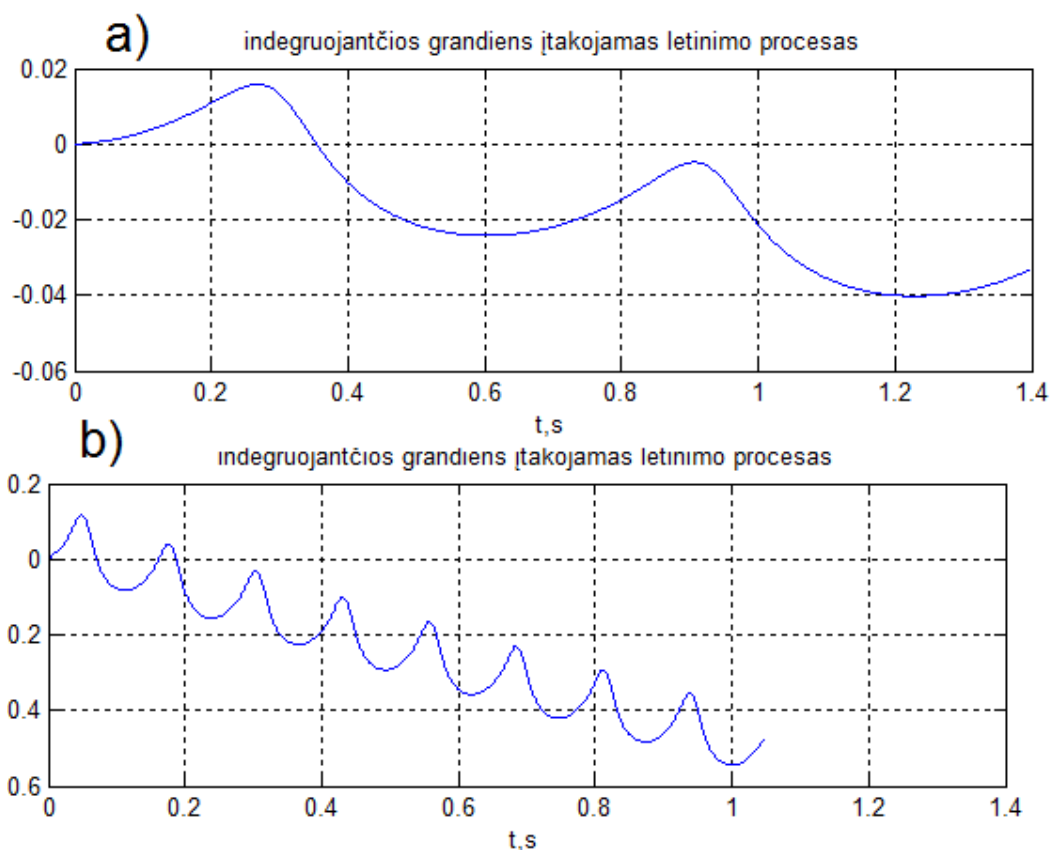 a)
indegruojantčios grandiens įtakojamas letinimo procesas
0.02
0
-0.02
-0.04
-0.06
0 0.2 0.4 0.6 0.8 1 1.2 1.4
t,s
b)
indegruojantčios grandiens įtakojamas letinimo procesas
0.2
0
0.2
0.4
0.6
0 0.2 0.4 0.6 0.8 1 1.2 1.4
t,s